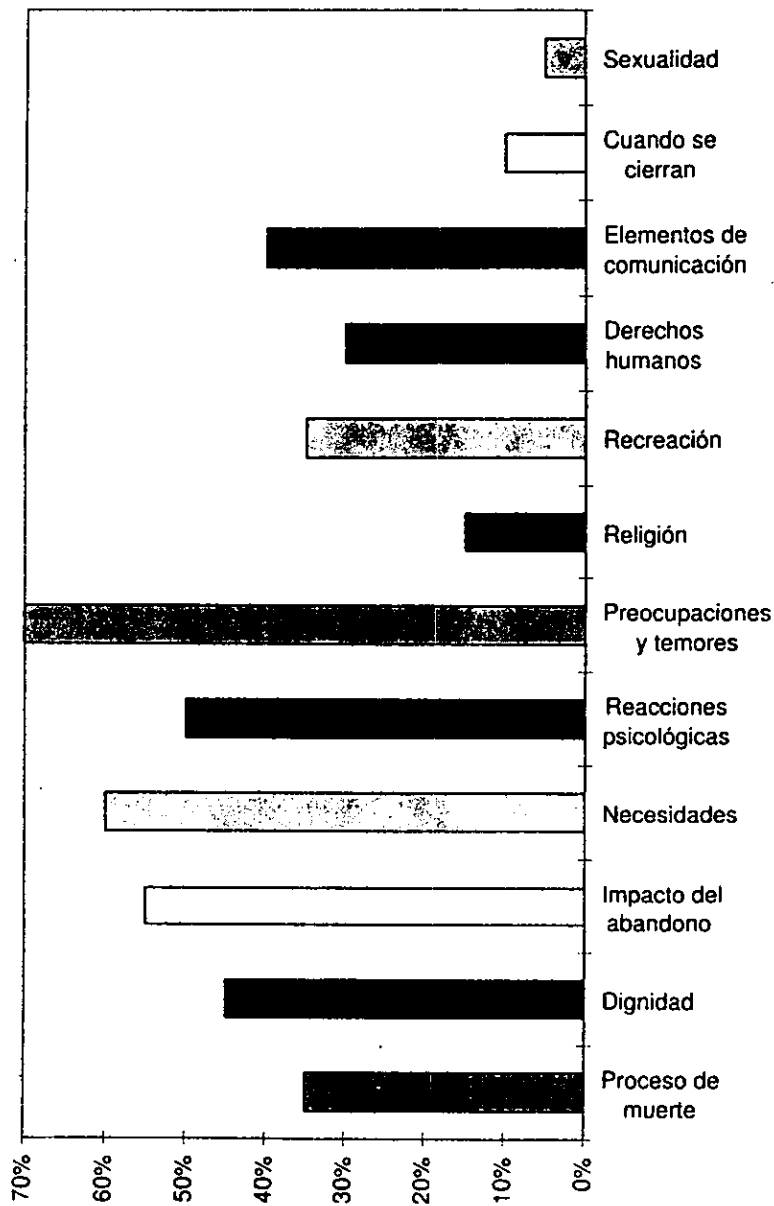 Sexualidad
Cuando se
cierran
Elementos de
comunicación
Derechos
humanos
Recreación
Religión
Preocupaciones
y temores
Reacciones
psicológicas
Necesidades
Impacto del
abandono
Dignidad
Proceso de
muerte
70%
60%
50%
40%
30%
20%
10%
0%